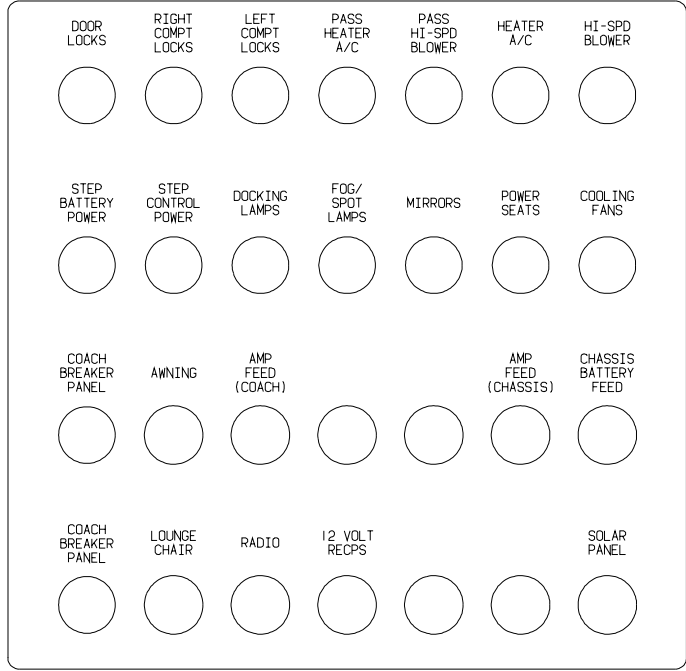 DOOR
LOCKS
RIGHT
COMPT
LOCKS
LEFT
COMPT
LOCKS
PASS
HEATER
A/C
PASS
HI-SPD
BLOWER
HEATER
A/C
HI-SPD
BLOWER
STEP
BATTERY
POWER
STEP
CONTROL
POWER
DOCKING
LAMPS
FOG/
SPOT
LAMPS
MIRRORS
POWER
SEATS
COOLING
FANS
COACH
BREAKER
PANEL
AWNING
AMP
FEED
(COACH)
AMP
FEED
(CHASSIS)
CHASSIS
BATTERY
FEED
COACH
BREAKER
PANEL
LOUNGE
CHAIR
RADIO
12 VOLT
RECPS
SOLAR
PANEL